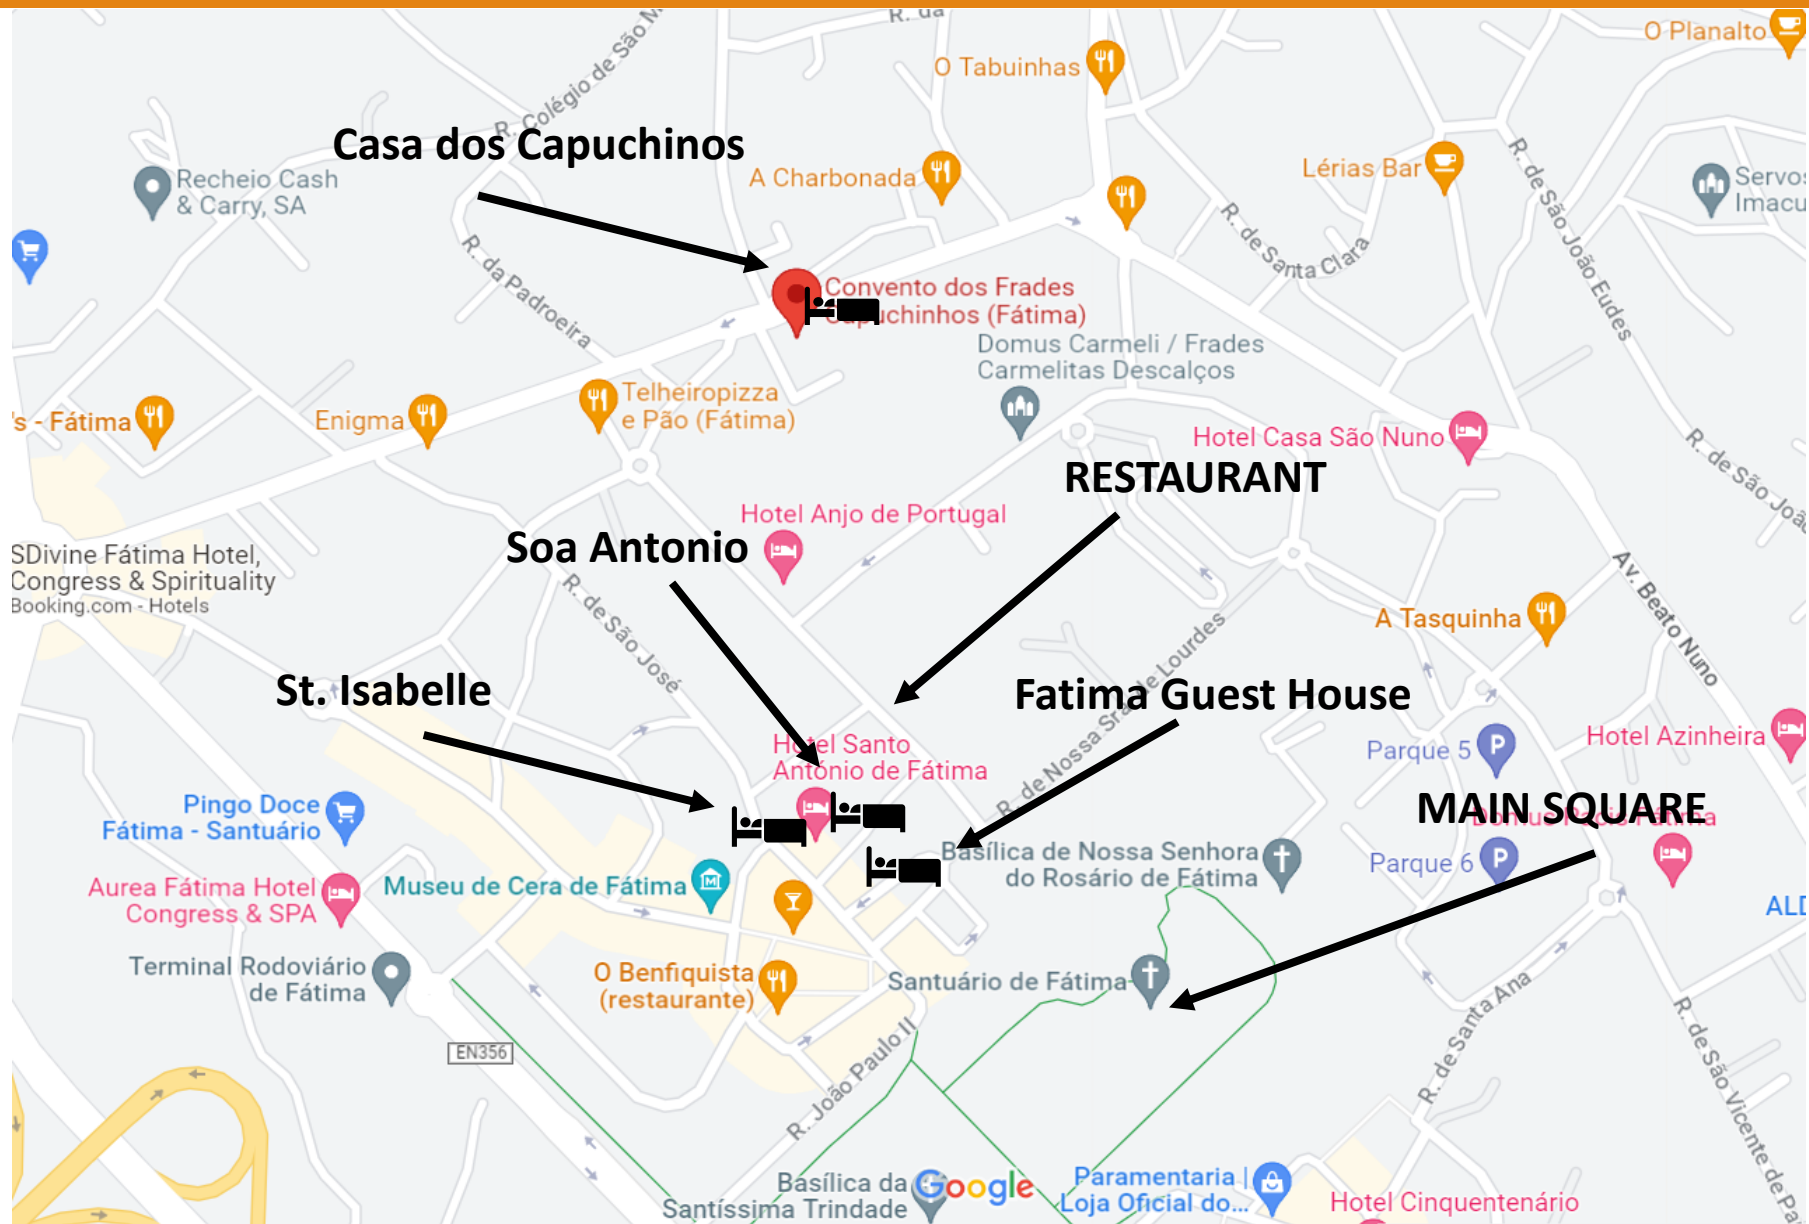 R. da
O Planalto
O Tabuinhas
R. Colégio de São
Casa dos Capuchinos
A Charbonada
Lérias Bar
R. de São João Eudes
Recheio Cash
& Carry, SA
Servos
Imacu
R. da Padroeira
R. de Santa Clara
Convento dos Frades
Capuchinhos (Fátima)
Domus Carmeli / Frades
Carmelitas Descalços
Telheiropizza
e Pão (Fátima)
's - Fátima
Enigma
Hotel Casa São Nuno
R. de São João
RESTAURANT
Hotel Anjo de Portugal
Soa Antonio
SDivine Fátima Hotel,
Congress & Spirituality
Booking.com - Hotels
R. de São José
Av. Beato Nuno
A Tasquinha
R. de Nossa Sra. de Lourdes
St. Isabelle
Fatima Guest House
Hotel Santo
António de Fátima
Parque 5
Hotel Azinheira
Pingo Doce
Fátima - Santuário
MAIN SQUARE
Domus Pacis Fátima
Basílica de Nossa Senhora
do Rosário de Fátima
Parque 6
Aurea Fátima Hotel
Congress & SPA
Museu de Cera de Fátima
ALD
Terminal Rodoviário
de Fátima
O Benfiquista
(restaurante)
Santuário de Fátima
R. de Santa Ana
EN356
R. João Paulo II
R. de São Vicente de Pa
Basílica da
Santíssima Trindade
Google
Paramentaria |
Loja Oficial do...
Hotel Cinquentenário